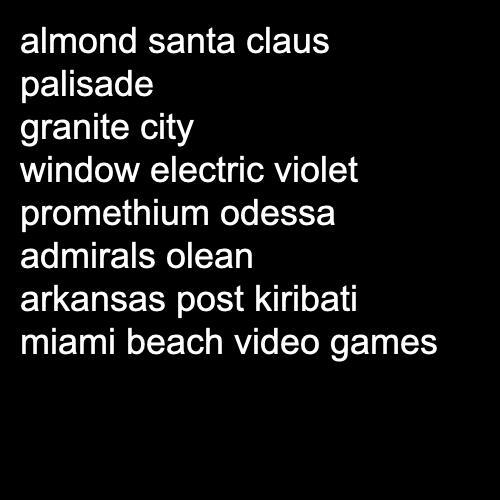 almond santa claus
palisade
granite city
window electric violet
promethium odessa
admirals olean
arkansas post kiribati
miami beach video games